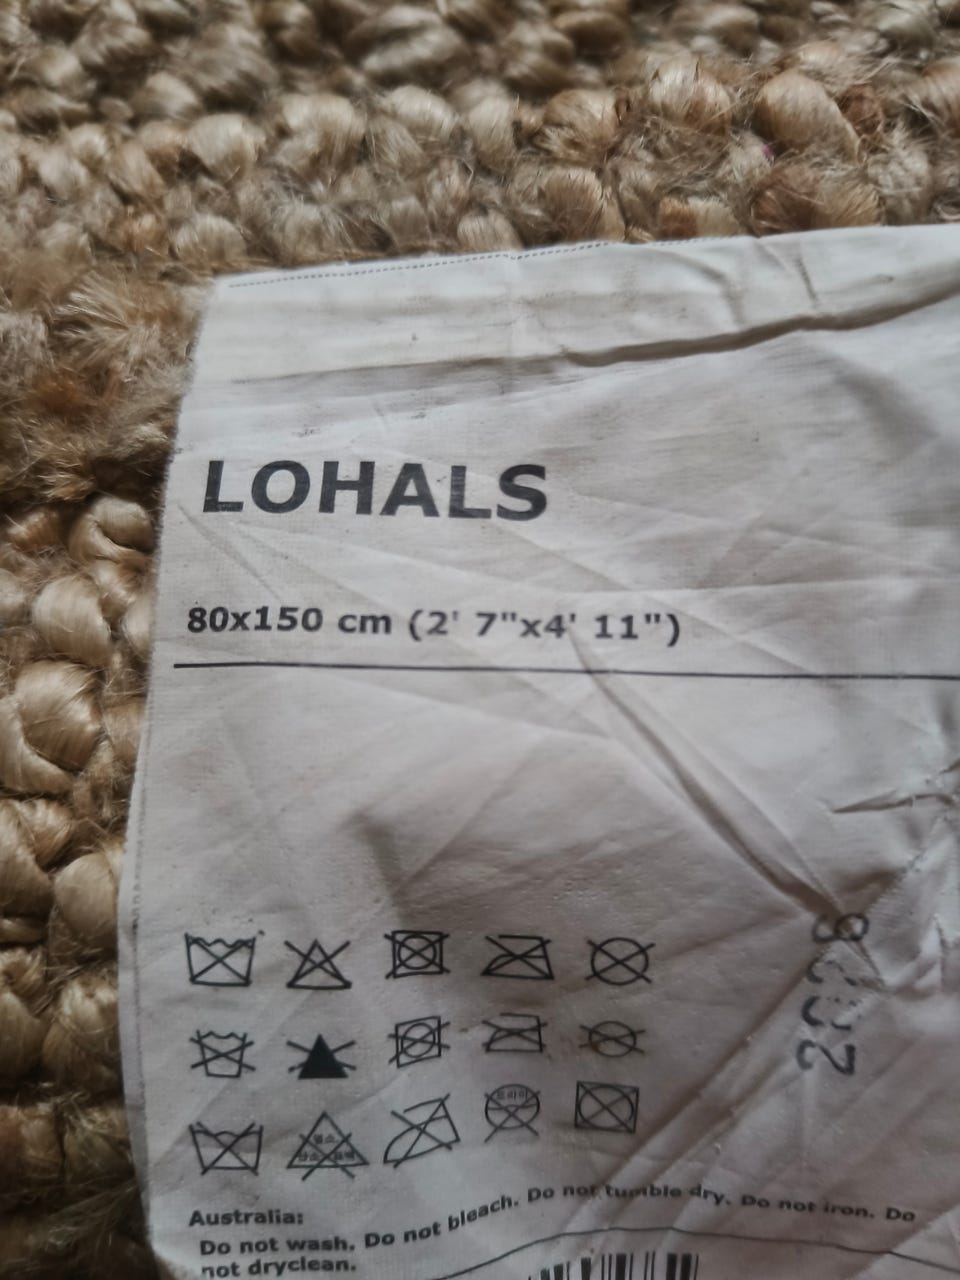 LOHALS
80x150 cm (2' 7"x4' 11")
Australia:
Do not wash. Do not bleach. Do not tumble dry. Do not iron. Do
not dryclean.